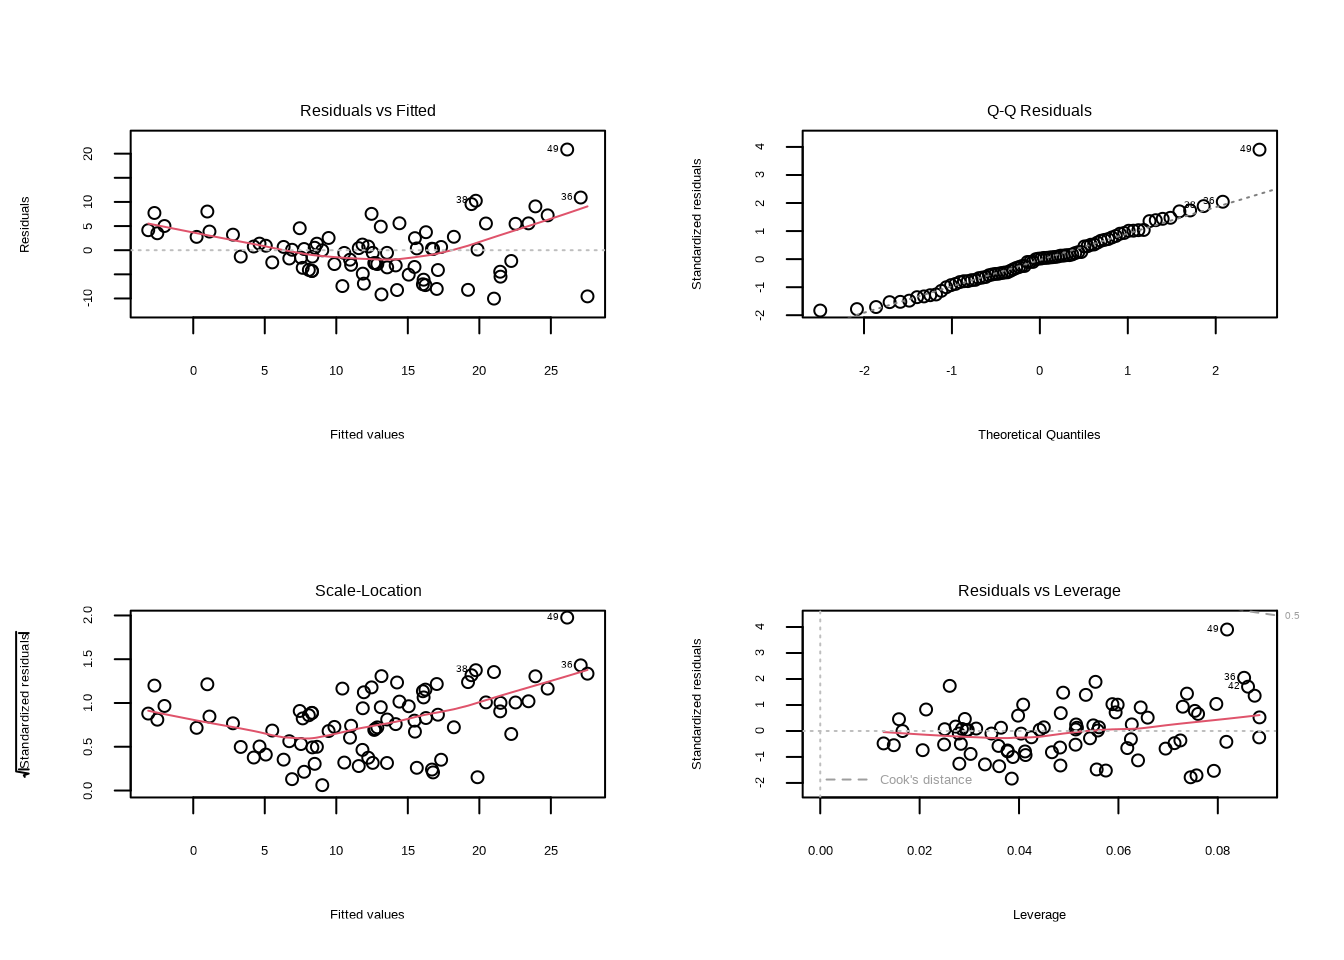 Residuals vs Fitted
Residuals
-10 0 5 10 20
49
38
36
0 5 10 15 20 25
Fitted values
Q-Q Residuals
Standardized residuals
-2 -1 0 1 2 3 4
49
38 36
-2 -1 0 1 2
Theoretical Quantiles
Scale-Location
√|Standardized residuals|
0.0 0.5 1.0 1.5 2.0
49
38
36
0 5 10 15 20 25
Fitted values
Residuals vs Leverage
Standardized residuals
-2 -1 0 1 2 3 4
0.5
49
36
42
Cook's distance
0.00 0.02 0.04 0.06 0.08
Leverage